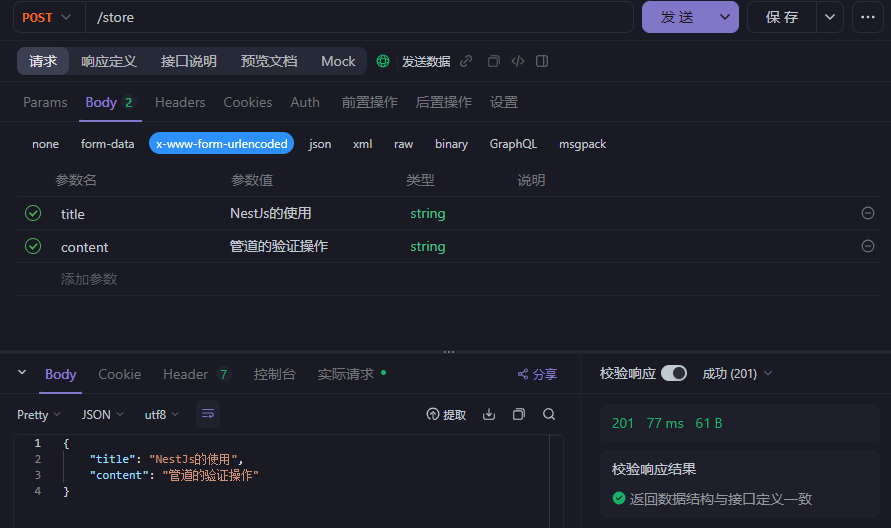 POST /store 发 送 保 存
请求 响应定义 接口说明 预览文档 Mock 发送数据
Params Body 2 Headers Cookies Auth 前置操作 后置操作 设置
none form-data x-www-form-urlencoded json xml raw binary GraphQL msgpack
参数名 参数值 类型 说明
title NestJs的使用 string
content 管道的验证操作 string
添加参数
Body Cookie Header 7 控制台 实际请求 分享
Pretty JSON utf8 提取
1 {
2 "title": "NestJs的使用",
3 "content": "管道的验证操作"
4 }
校验响应 成功 (201)
201 77 ms 61 B
校验响应结果
返回数据结构与接口定义一致